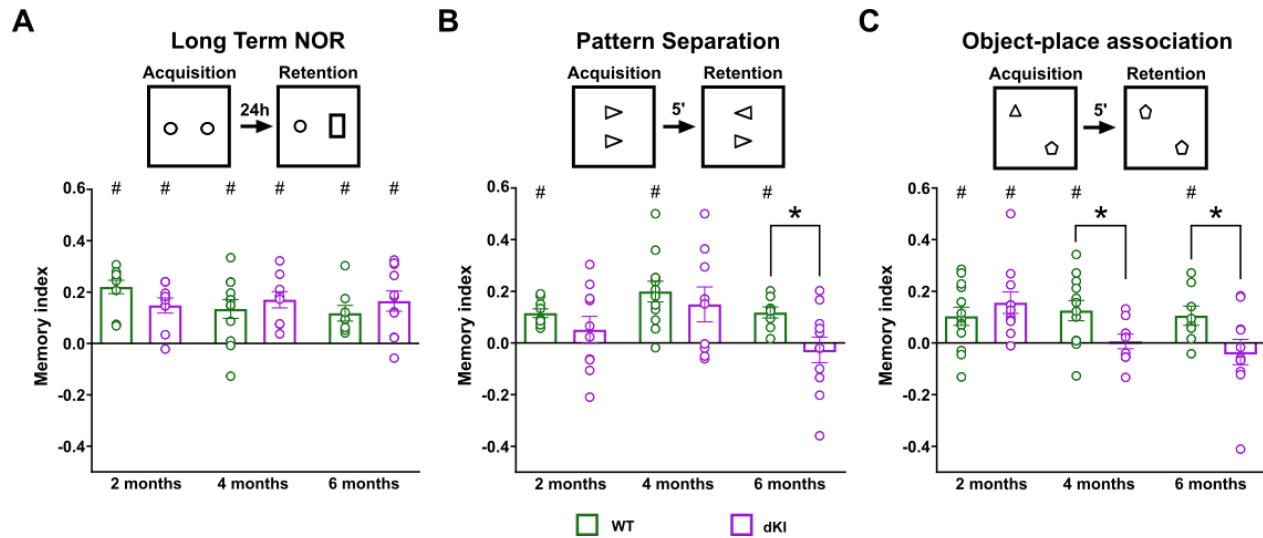 A
Long Term NOR
Acquisition
Retention
24h
# # # # # #
Memory index
0.6
0.4
0.2
0.0
-0.2
-0.4
2 months 4 months 6 months
B
Pattern Separation
Acquisition
Retention
5'
# # #
*
Memory index
0.6
0.4
0.2
0.0
-0.2
-0.4
2 months 4 months 6 months
C
Object-place association
Acquisition
Retention
5'
# # # #
* *
Memory index
0.6
0.4
0.2
0.0
-0.2
-0.4
2 months 4 months 6 months
WT
dKI